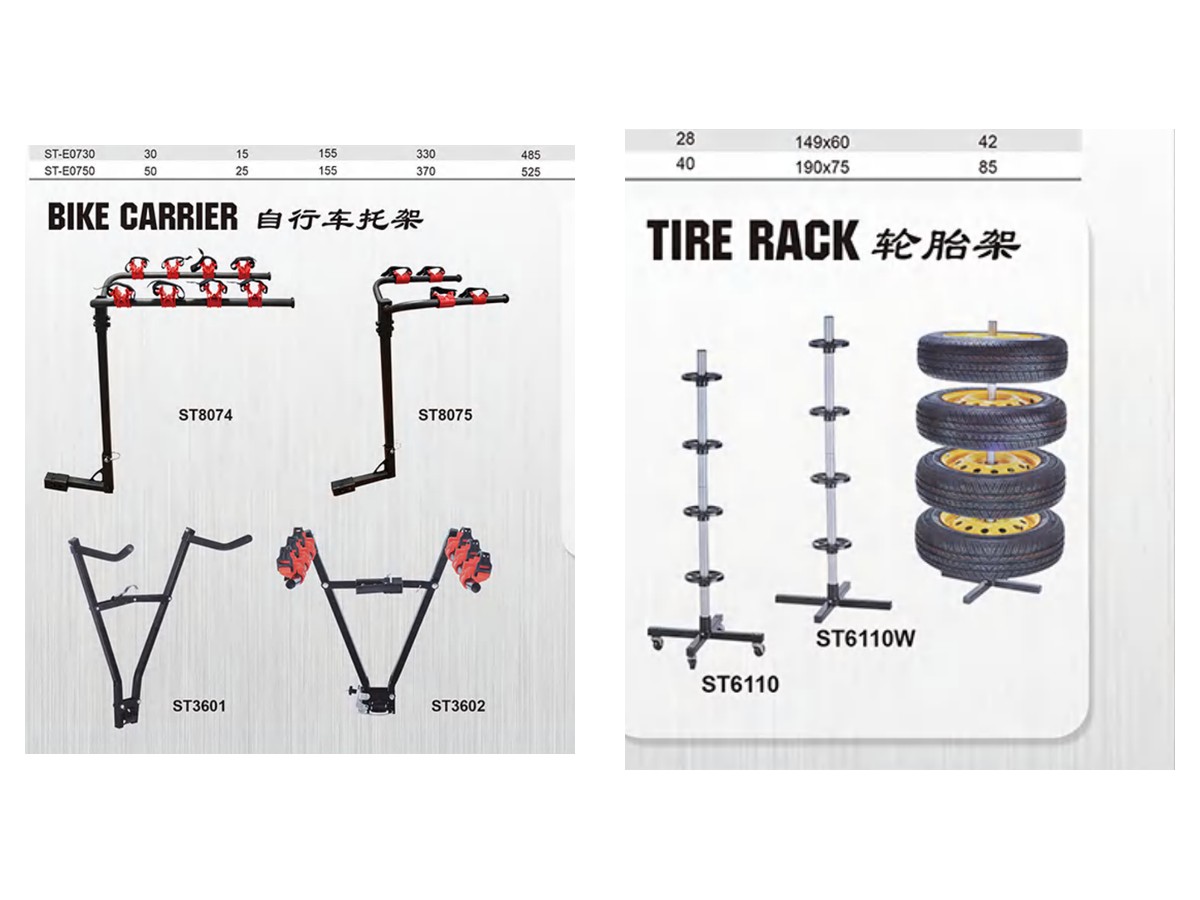 ST-E0730 30 15 155 330 485
ST-E0750 50 25 155 370 525
BIKE CARRIER 自行车托架
ST8074
ST8075
ST3601
ST3602
28 149x60 42
40 190x75 85
TIRE RACK 轮胎架
ST6110W
ST6110